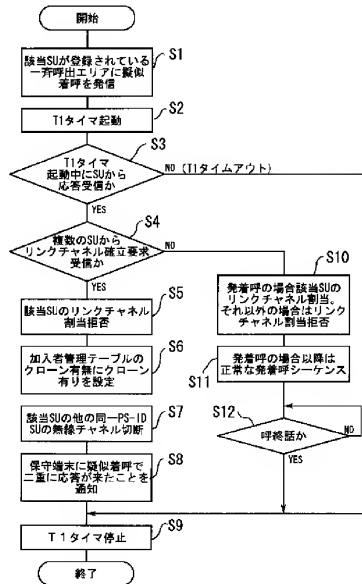 開始
S1
該当SUが登録されている
一斉呼出エリアに擬似
着呼を発信
S2
T1タイマ起動
S3
T1タイマ
起動中にSUから
応答受信か
NO (T1タイムアウト)
YES
S4
複数のSUから
リンクチャネル確立要求
受信か
NO
YES
S5
該当SUのリンクチャネル
割当拒否
S6
加入者管理テーブルの
クローン有無にクローン
有りを設定
S7
該当SUの他の同一PS-ID
SUの無線チャネル切断
S8
保守端末に疑似着呼で
二重に応答が来たことを
通知
S10
発着呼の場合該当SUの
リンクチャネル割当。
それ以外の場合はリンク
チャネル割当拒否
S11
発着呼の場合以降は
正常な発着呼シーケンス
S12
呼終話か
NO
YES
S9
T1タイマ停止
終了